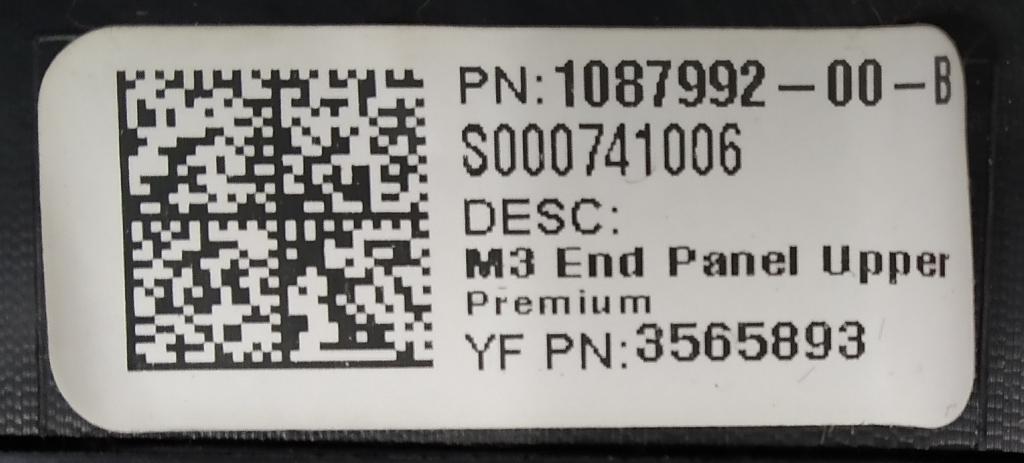 PN:1087992-00-B
S000741006
DESC:
M3 End Panel Upper
Premium
YF PN:3565893